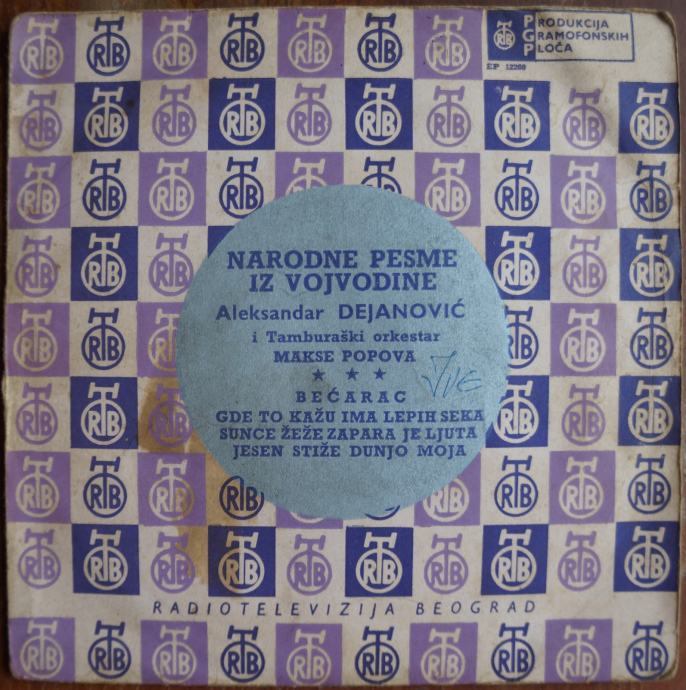 PRODUKCIJA
GRAMOFONSKIH
PLOČA
EP 12260
NARODNE PESME
IZ VOJVODINE
Aleksandar DEJANOVIĆ
i Tamburaški orkestar
MAKSE POPOVA
★ ★ ★
BEĆARAC
GDE TO KAŽU IMA LEPIH SEKA
SUNCE ŽEŽE ZAPARA JE LJUTA
JESEN STIŽE DUNJO MOJA
RADIOTELEVIZIJA BEOGRAD